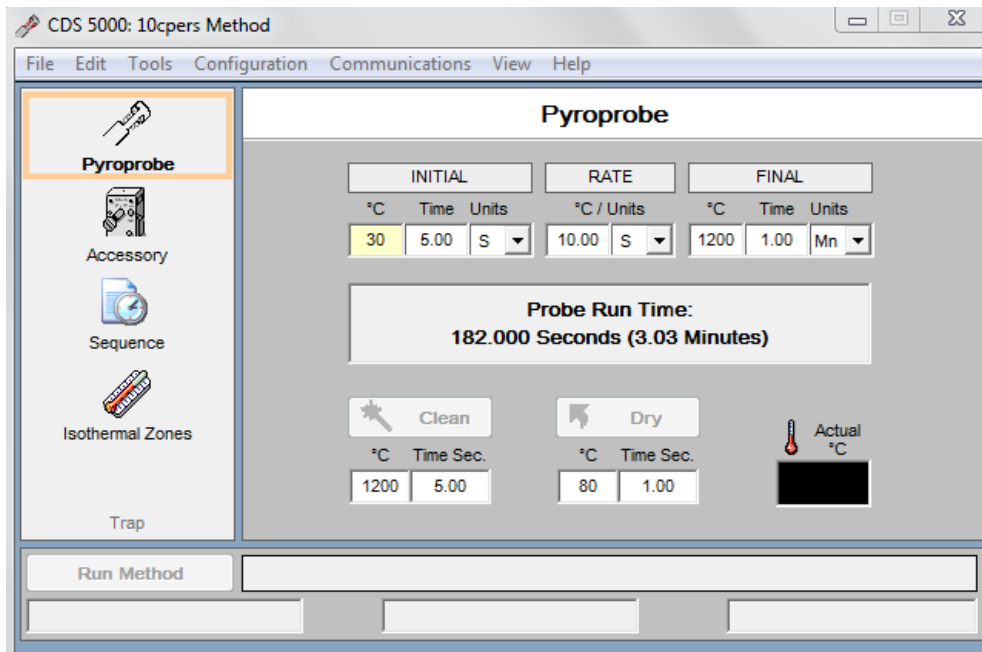 CDS 5000: 10cpers Method
File Edit Tools Configuration Communications View Help
Pyroprobe
Accessory
Sequence
Isothermal Zones
Trap
Pyroprobe
INITIAL RATE FINAL
°C Time Units °C / Units °C Time Units
30 5.00 S 10.00 S 1200 1.00 Mn
Probe Run Time:
182.000 Seconds (3.03 Minutes)
Clean Dry
Actual
°C
°C Time Sec. °C Time Sec.
1200 5.00 80 1.00
Run Method